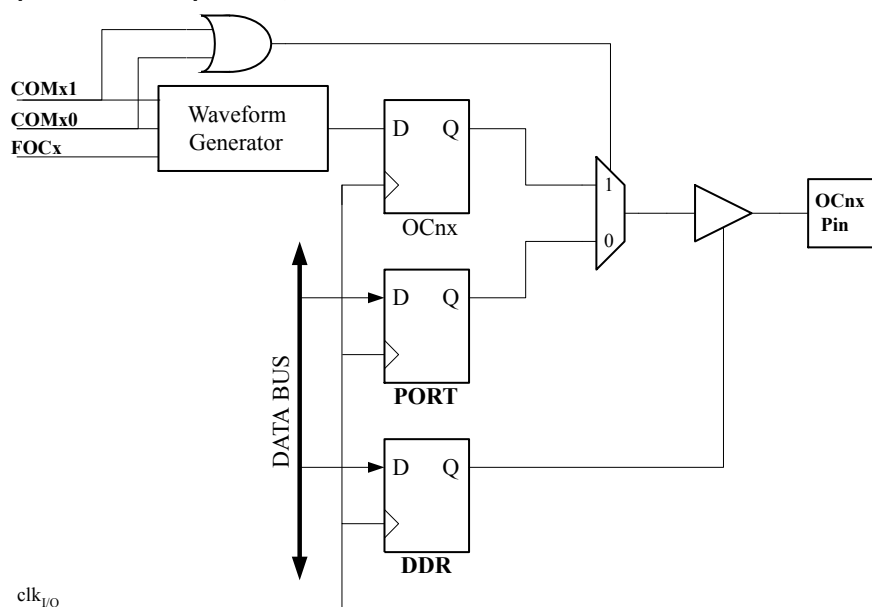 COMx1
COMx0
FOCx
Waveform
Generator
D Q
OCnx
1
0
OCnx
Pin
DATA BUS
D Q
PORT
D Q
DDR
clkI/O